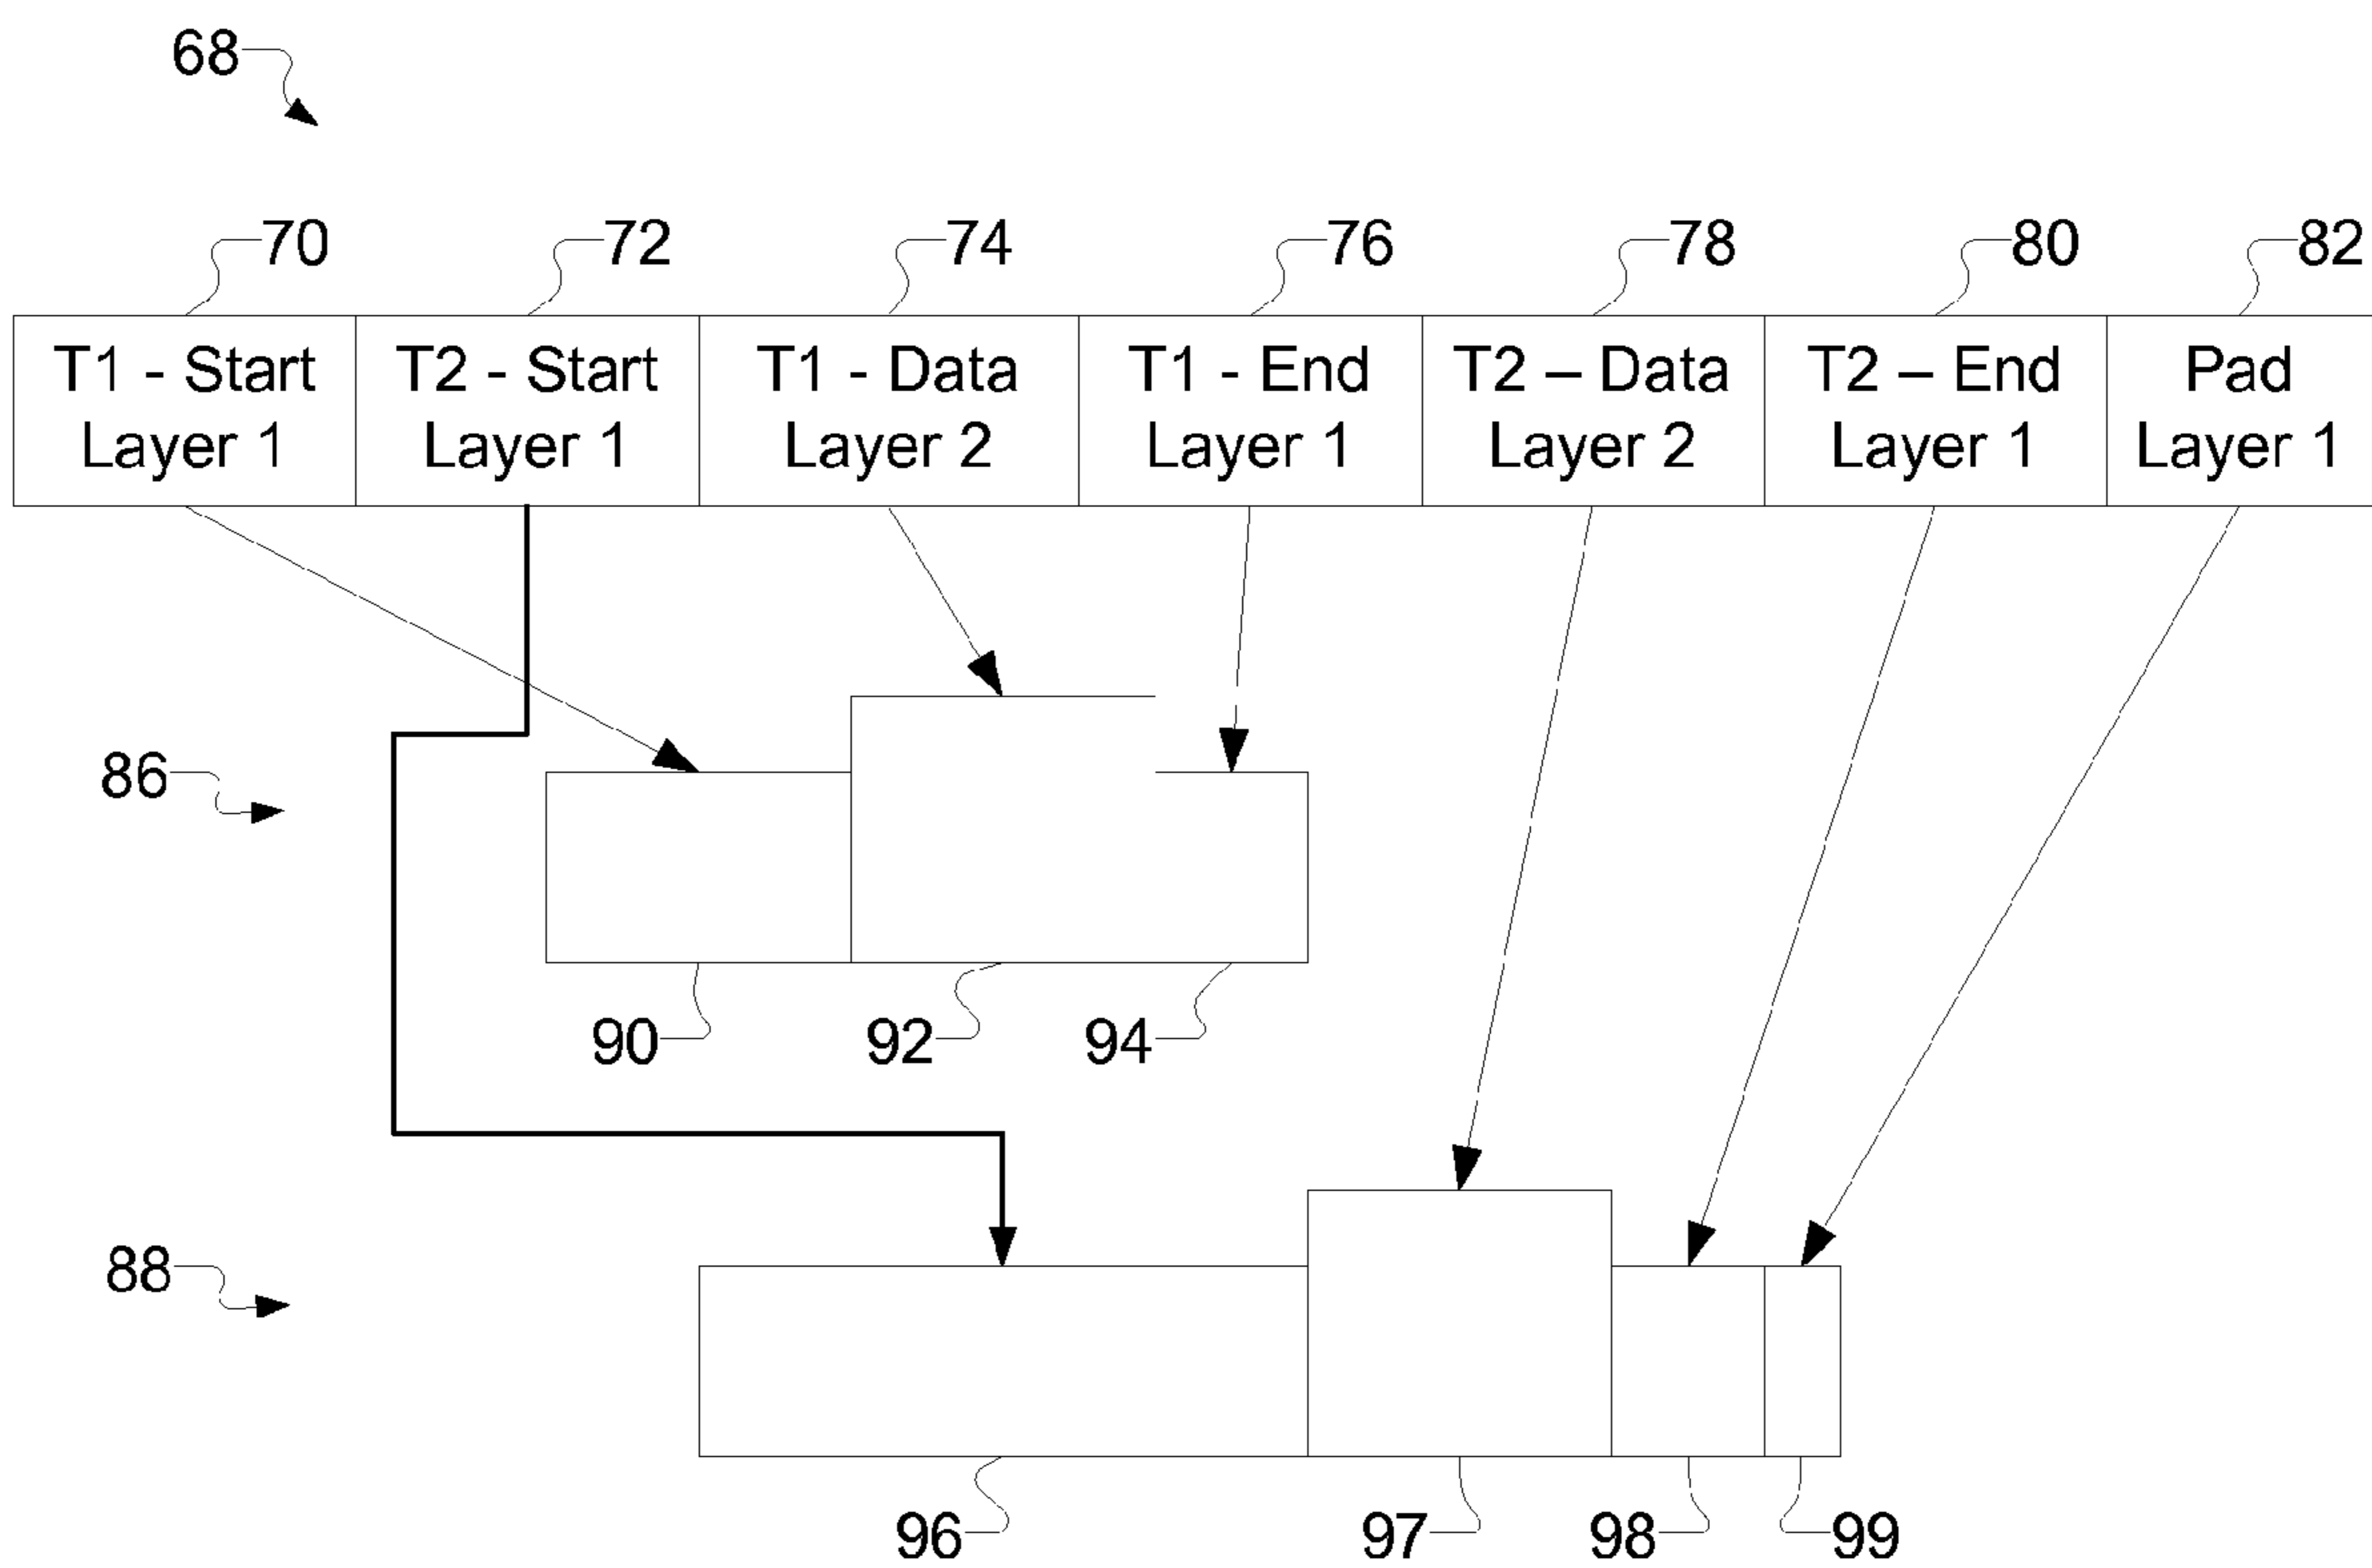 68
70 72 74 76 78 80 82
T1 - Start T2 - Start T1 - Data T1 - End T2 – Data T2 – End Pad
Layer 1 Layer 1 Layer 2 Layer 1 Layer 2 Layer 1 Layer 1
86
90 92 94
88
96 97 98 99